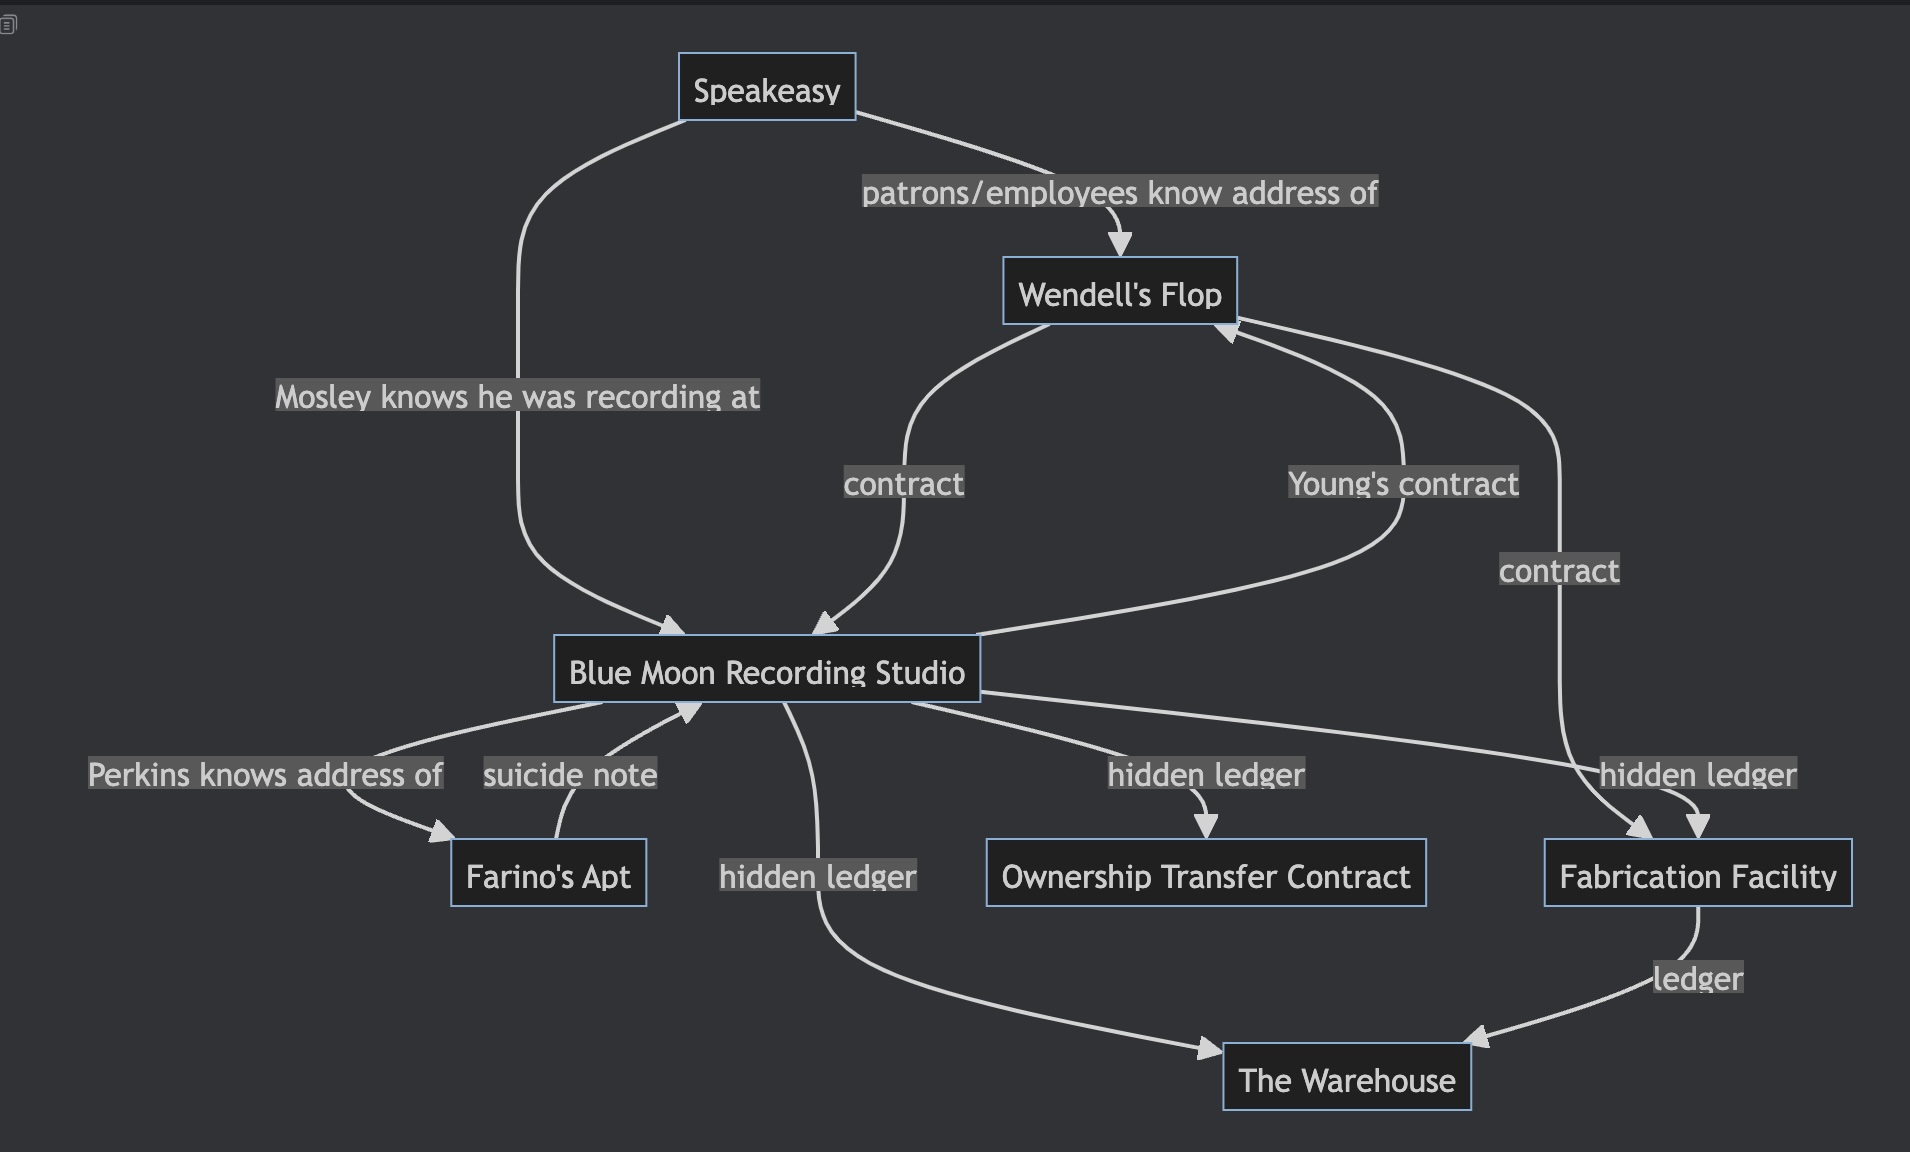 Speakeasy
patrons/employees know address of
Wendell's Flop
Mosley knows he was recording at
contract
Young's contract
contract
Blue Moon Recording Studio
Perkins knows address of
suicide note
hidden ledger
hidden ledger
Farino's Apt
hidden ledger
Ownership Transfer Contract
Fabrication Facility
ledger
The Warehouse